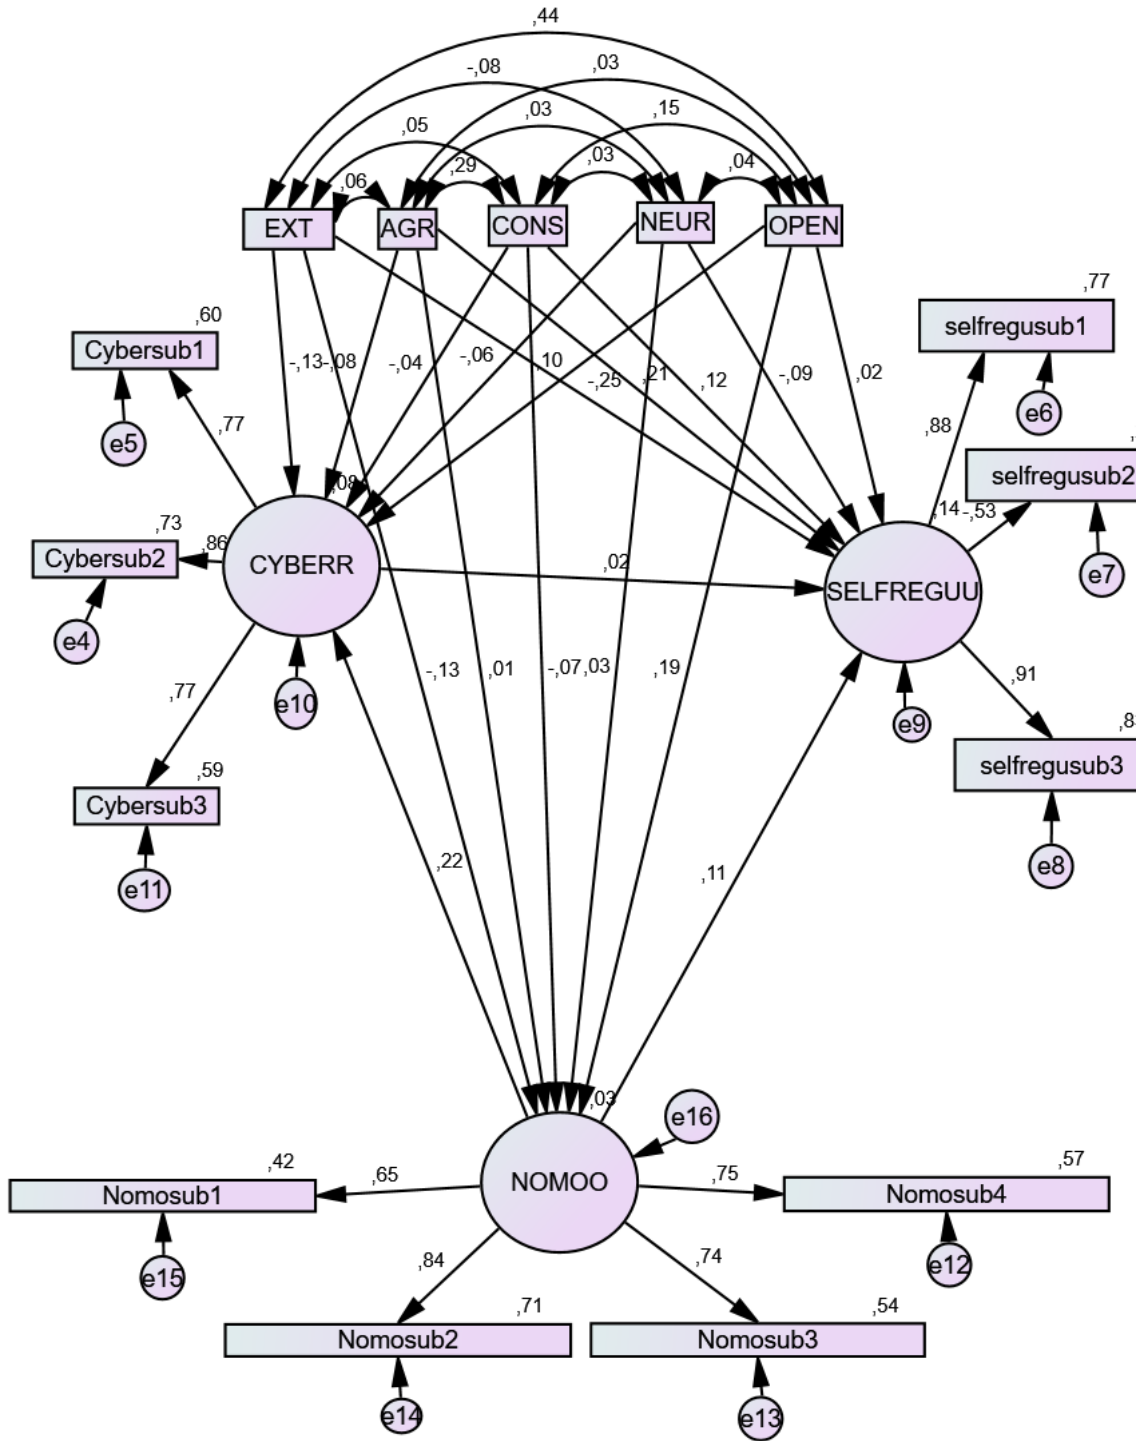 ,44
-,08
,03
,05
,03
,15
,06
,29
,03
,04
EXT
AGR
CONS
NEUR
OPEN
,60
Cybersub1
,77
selfregusub1
-,13
-,08
-,04
-,06
,10
-,25
,21
,12
-,09
,02
e5
,77
e6
,88
selfregusub2
,14
-,53
,08
,73
Cybersub2
,86
CYBERR
,02
SELFREGUU
e7
e4
,77
e10
-,13
,01
-,07
,03
,19
,91
e9
selfregusub3
,59
Cybersub3
e11
,22
,11
e8
,03
e16
,42
Nomosub1
,65
NOMOO
,75
,57
Nomosub4
e15
,84
,74
e12
,71
Nomosub2
,54
Nomosub3
e14
e13